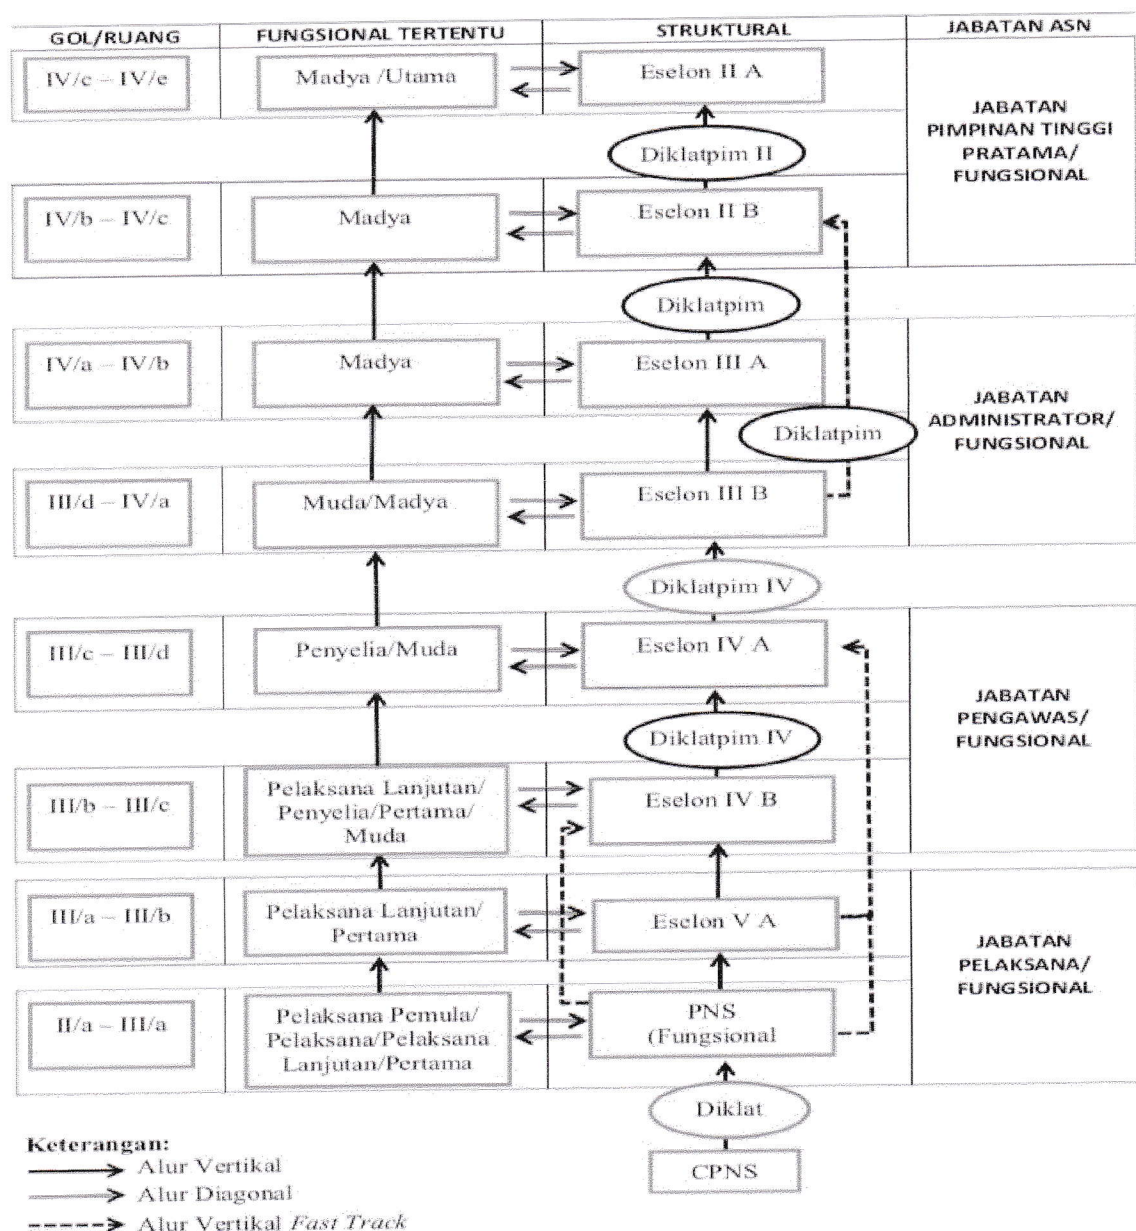 GOL/RUANG
FUNGSIONAL TERTENTU
STRUKTURAL
JABATAN ASN
IV/c – IV/e
Madya /Utama
Eselon II A
JABATAN
PIMPINAN TINGGI
PRATAMA/
FUNGSIONAL
Diklatpim II
IV/b – IV/c
Madya
Eselon II B
Diklatpim
IV/a – IV/b
Madya
Eselon III A
JABATAN
ADMINISTRATOR/
FUNGSIONAL
Diklatpim
III/d – IV/a
Muda/Madya
Eselon III B
Diklatpim IV
III/c – III/d
Penyelia/Muda
Eselon IV A
JABATAN
PENGAWAS/
FUNGSIONAL
Diklatpim IV
III/b – III/c
Pelaksana Lanjutan/
Penyelia/Pertama/
Muda
Eselon IV B
III/a – III/b
Pelaksana Lanjutan/
Pertama
Eselon V A
JABATAN
PELAKSANA/
FUNGSIONAL
II/a – III/a
Pelaksana Pemula/
Pelaksana/Pelaksana
Lanjutan/Pertama
PNS
(Fungsional
Diklat
CPNS
Keterangan:
Alur Vertikal
Alur Diagonal
Alur Vertikal Fast Track